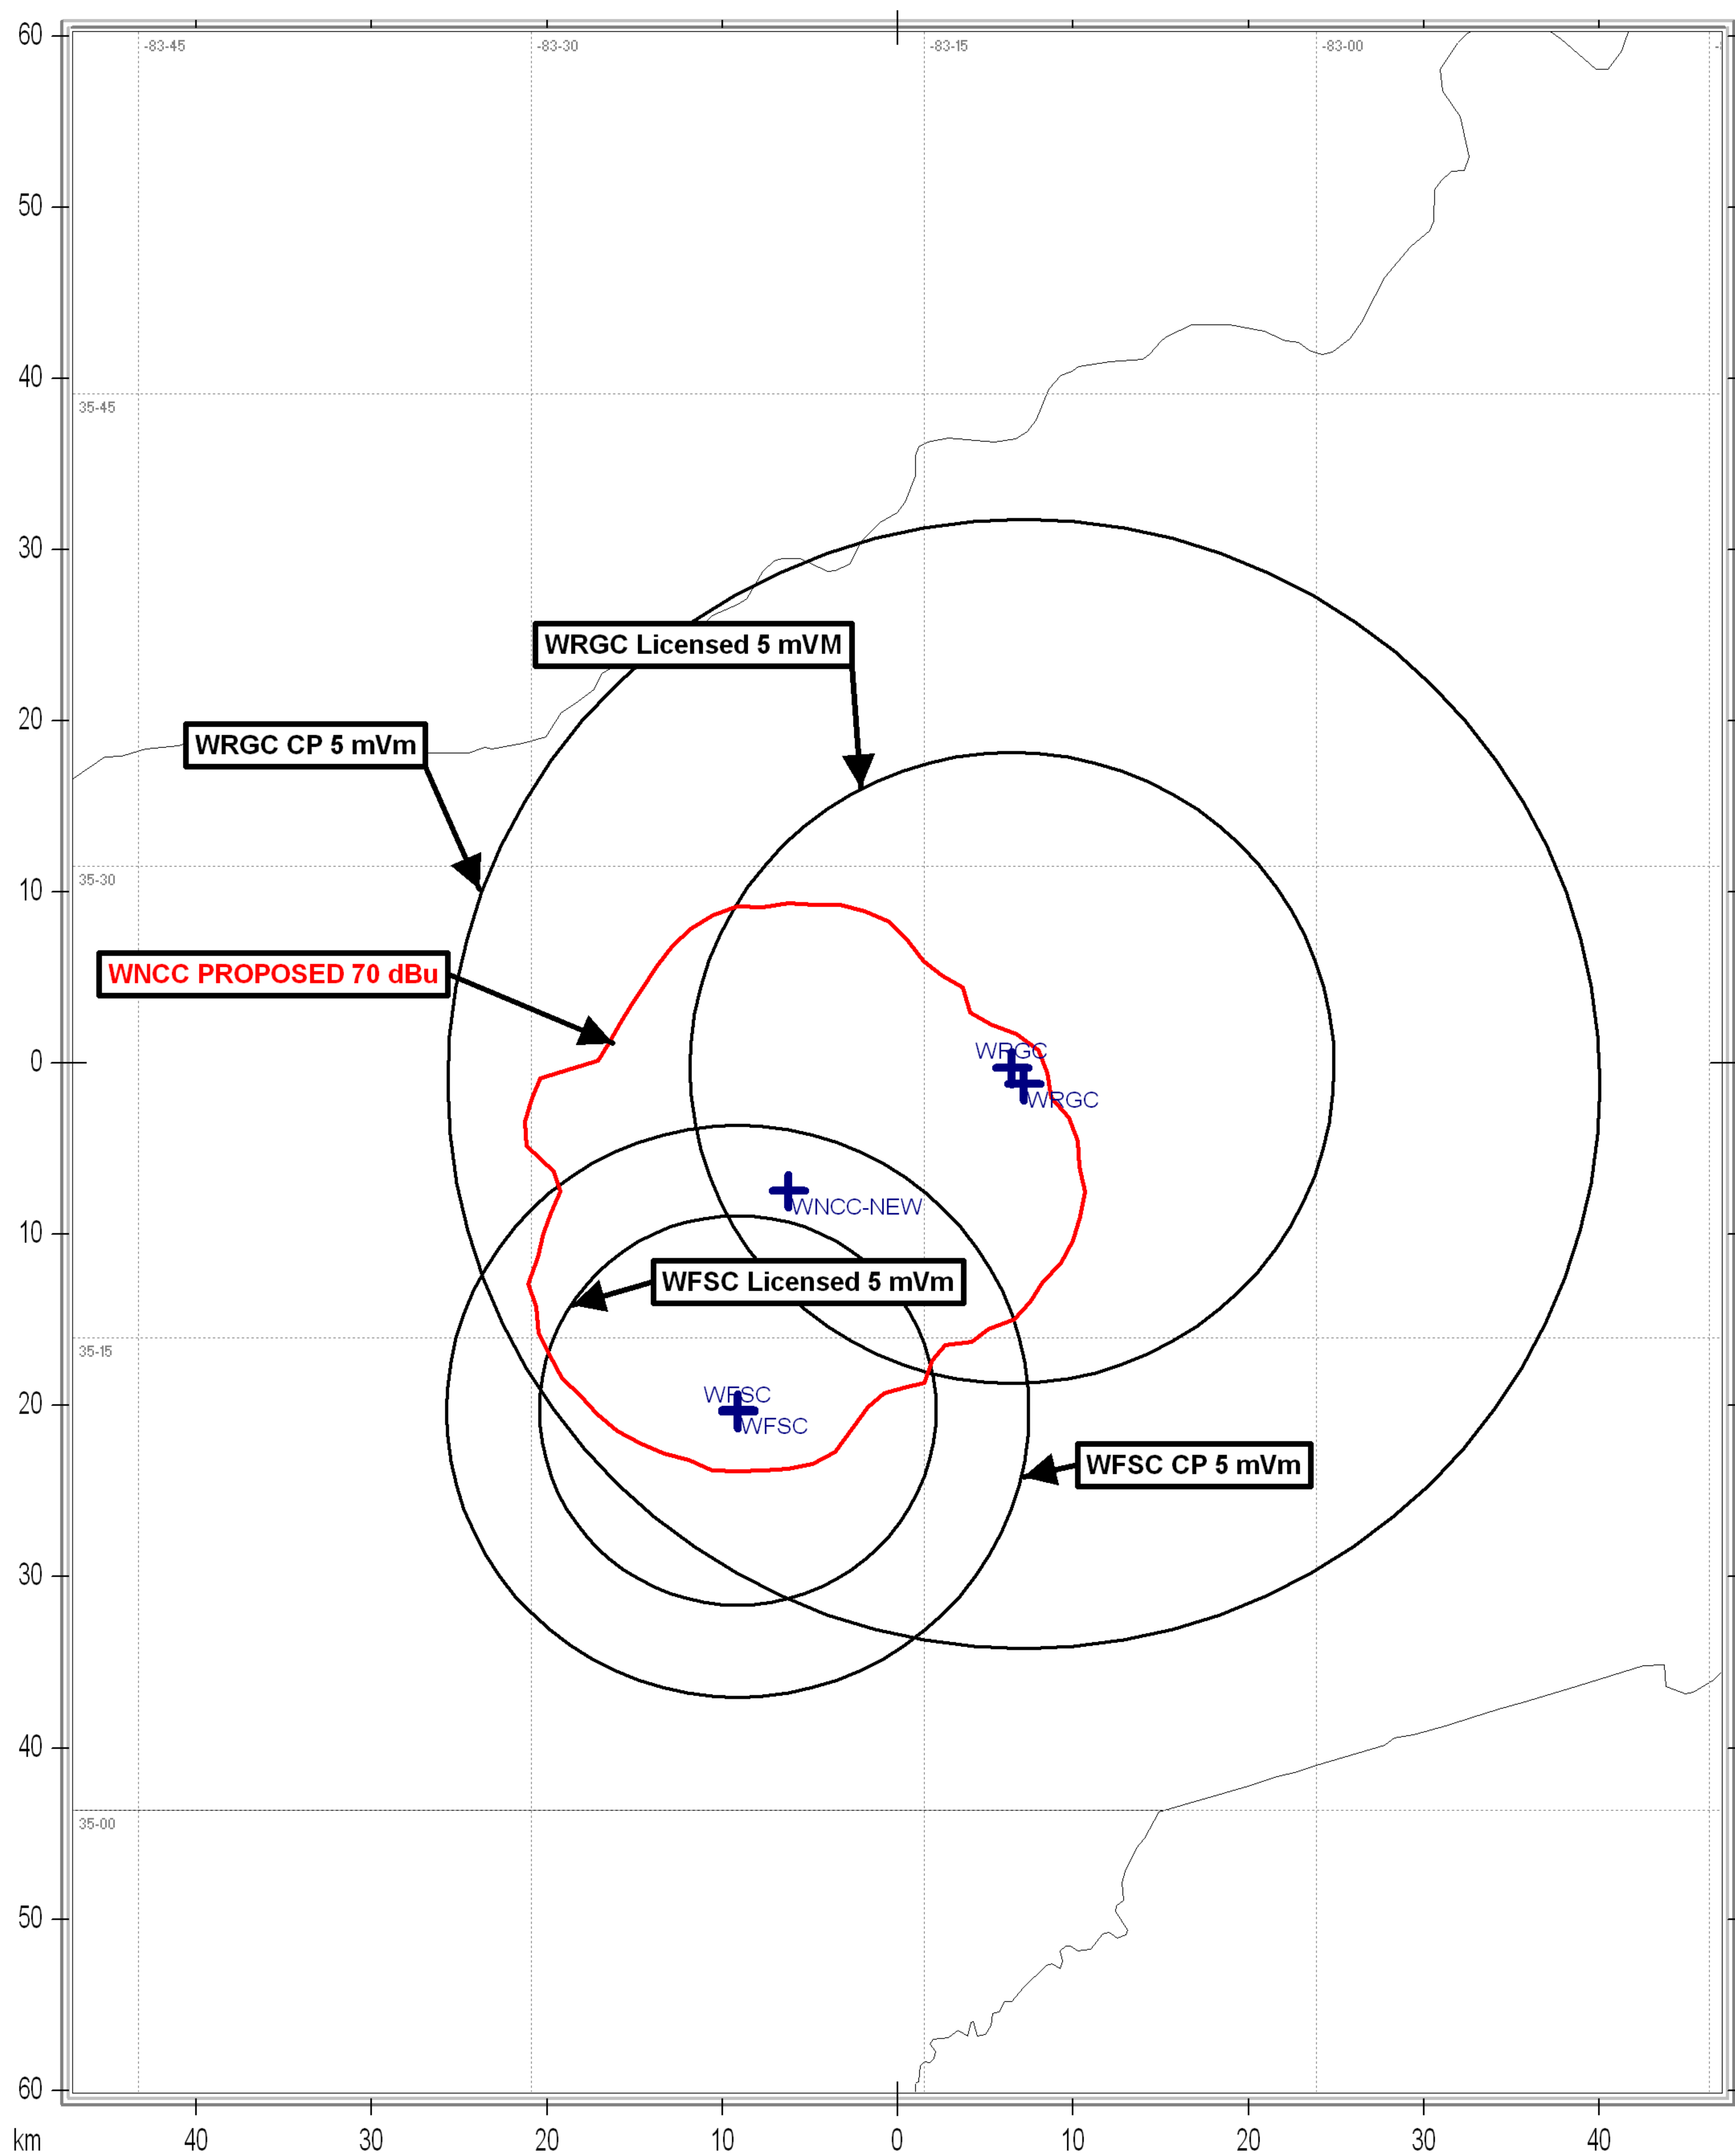 60
-83-45
-83-30
-83-15
-83-00
50
40
35-45
30
WRGC Licensed 5 mVM
20
WRGC CP 5 mVm
10
35-30
WNCC PROPOSED 70 dBu
0
WRGC
WRGC
10
WNCC-NEW
WFSC Licensed 5 mVm
35-15
20
WFSC
WFSC
WFSC CP 5 mVm
30
40
35-00
50
60
km
40
30
20
10
0
10
20
30
40